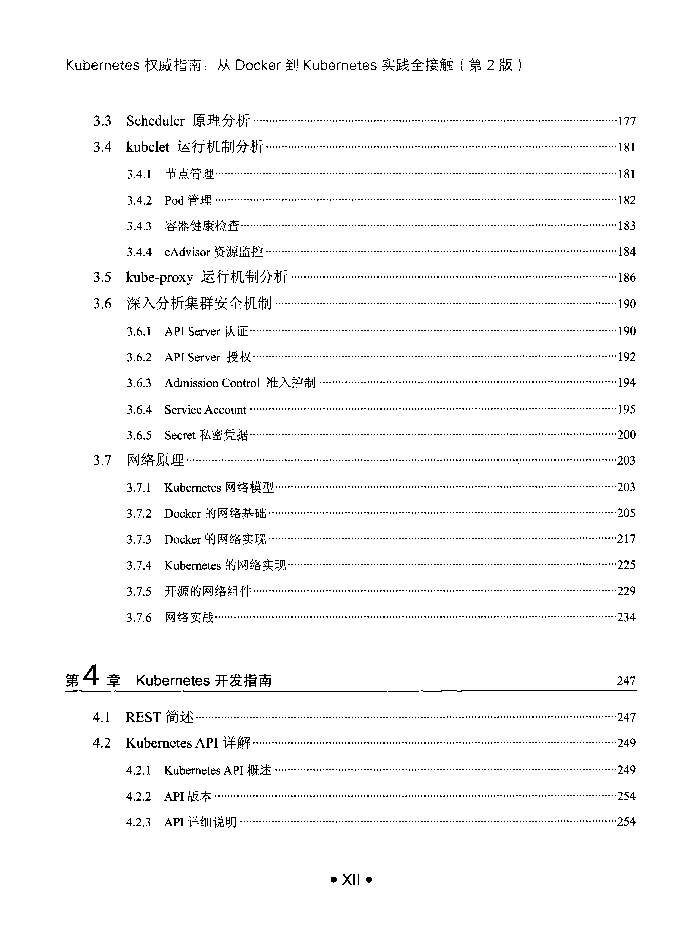 Kubernetes 权威指南：从 Docker 到 Kubernetes 实践全接触（第 2 版）
3.3 Scheduler 原理分析 177
3.4 kubelet 运行机制分析 181
3.4.1 节点管理 181
3.4.2 Pod 管理 182
3.4.3 容器健康检查 183
3.4.4 cAdvisor 资源监控 184
3.5 kube-proxy 运行机制分析 186
3.6 深入分析集群安全机制 190
3.6.1 API Server 认证 190
3.6.2 API Server 授权 192
3.6.3 Admission Control 准入控制 194
3.6.4 Service Account 195
3.6.5 Secret 私密凭据 200
3.7 网络原理 203
3.7.1 Kubernetes 网络模型 203
3.7.2 Docker 的网络基础 205
3.7.3 Docker 的网络实现 217
3.7.4 Kubernetes 的网络实现 225
3.7.5 开源的网络组件 229
3.7.6 网络实战 234
第 4 章 Kubernetes 开发指南 247
4.1 REST 简述 247
4.2 Kubernetes API 详解 249
4.2.1 Kubernetes API 概述 249
4.2.2 API 版本 254
4.2.3 API 详细说明 254
• XII •